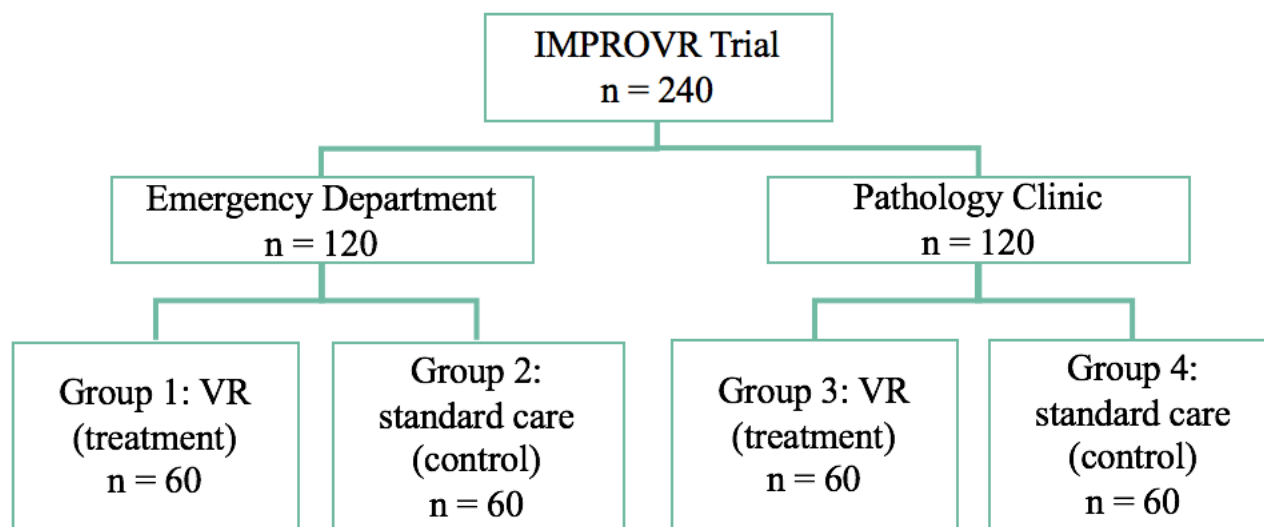 IMPROVR Trial
n = 240
Emergency Department
n = 120
Pathology Clinic
n = 120
Group 1: VR
(treatment)
n = 60
Group 2:
standard care
(control)
n = 60
Group 3: VR
(treatment)
n = 60
Group 4:
standard care
(control)
n = 60